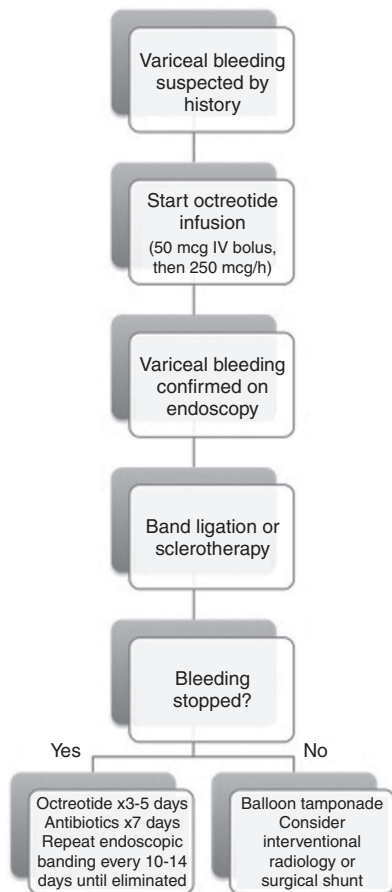 Variceal bleeding
suspected by
history
Start octreotide
infusion
(50 mcg IV bolus,
then 250 mcg/h)
Variceal bleeding
confirmed on
endoscopy
Band ligation or
sclerotherapy
Bleeding
stopped?
Yes
No
Octreotide x3-5 days
Antibiotics x7 days
Repeat endoscopic
banding every 10-14
days until eliminated
Balloon tamponade
Consider
interventional
radiology or
surgical shunt